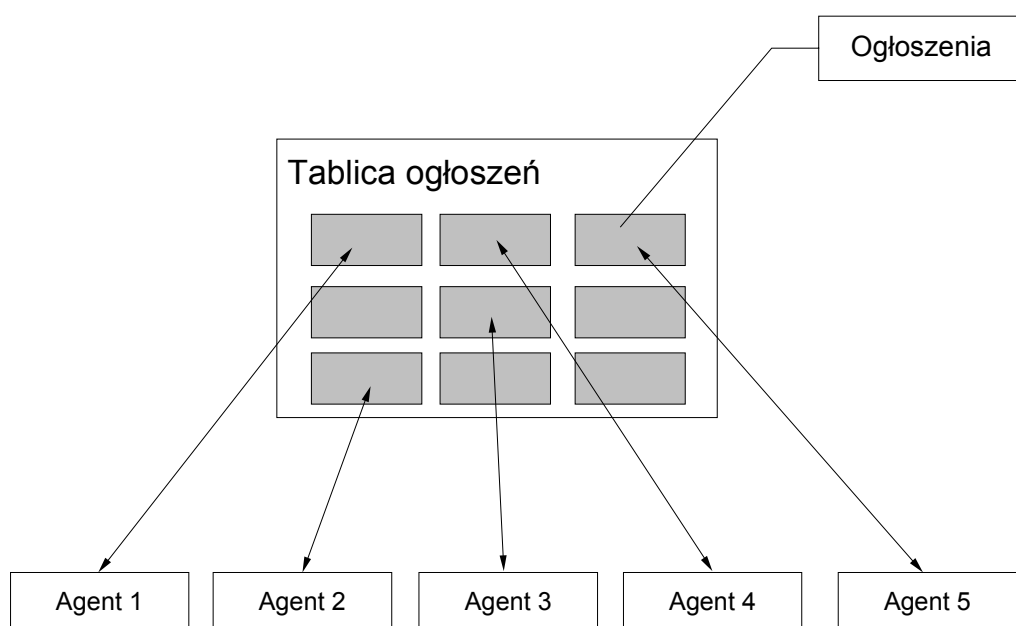 Ogłoszenia
Tablica ogłoszeń
Agent 1
Agent 2
Agent 3
Agent 4
Agent 5